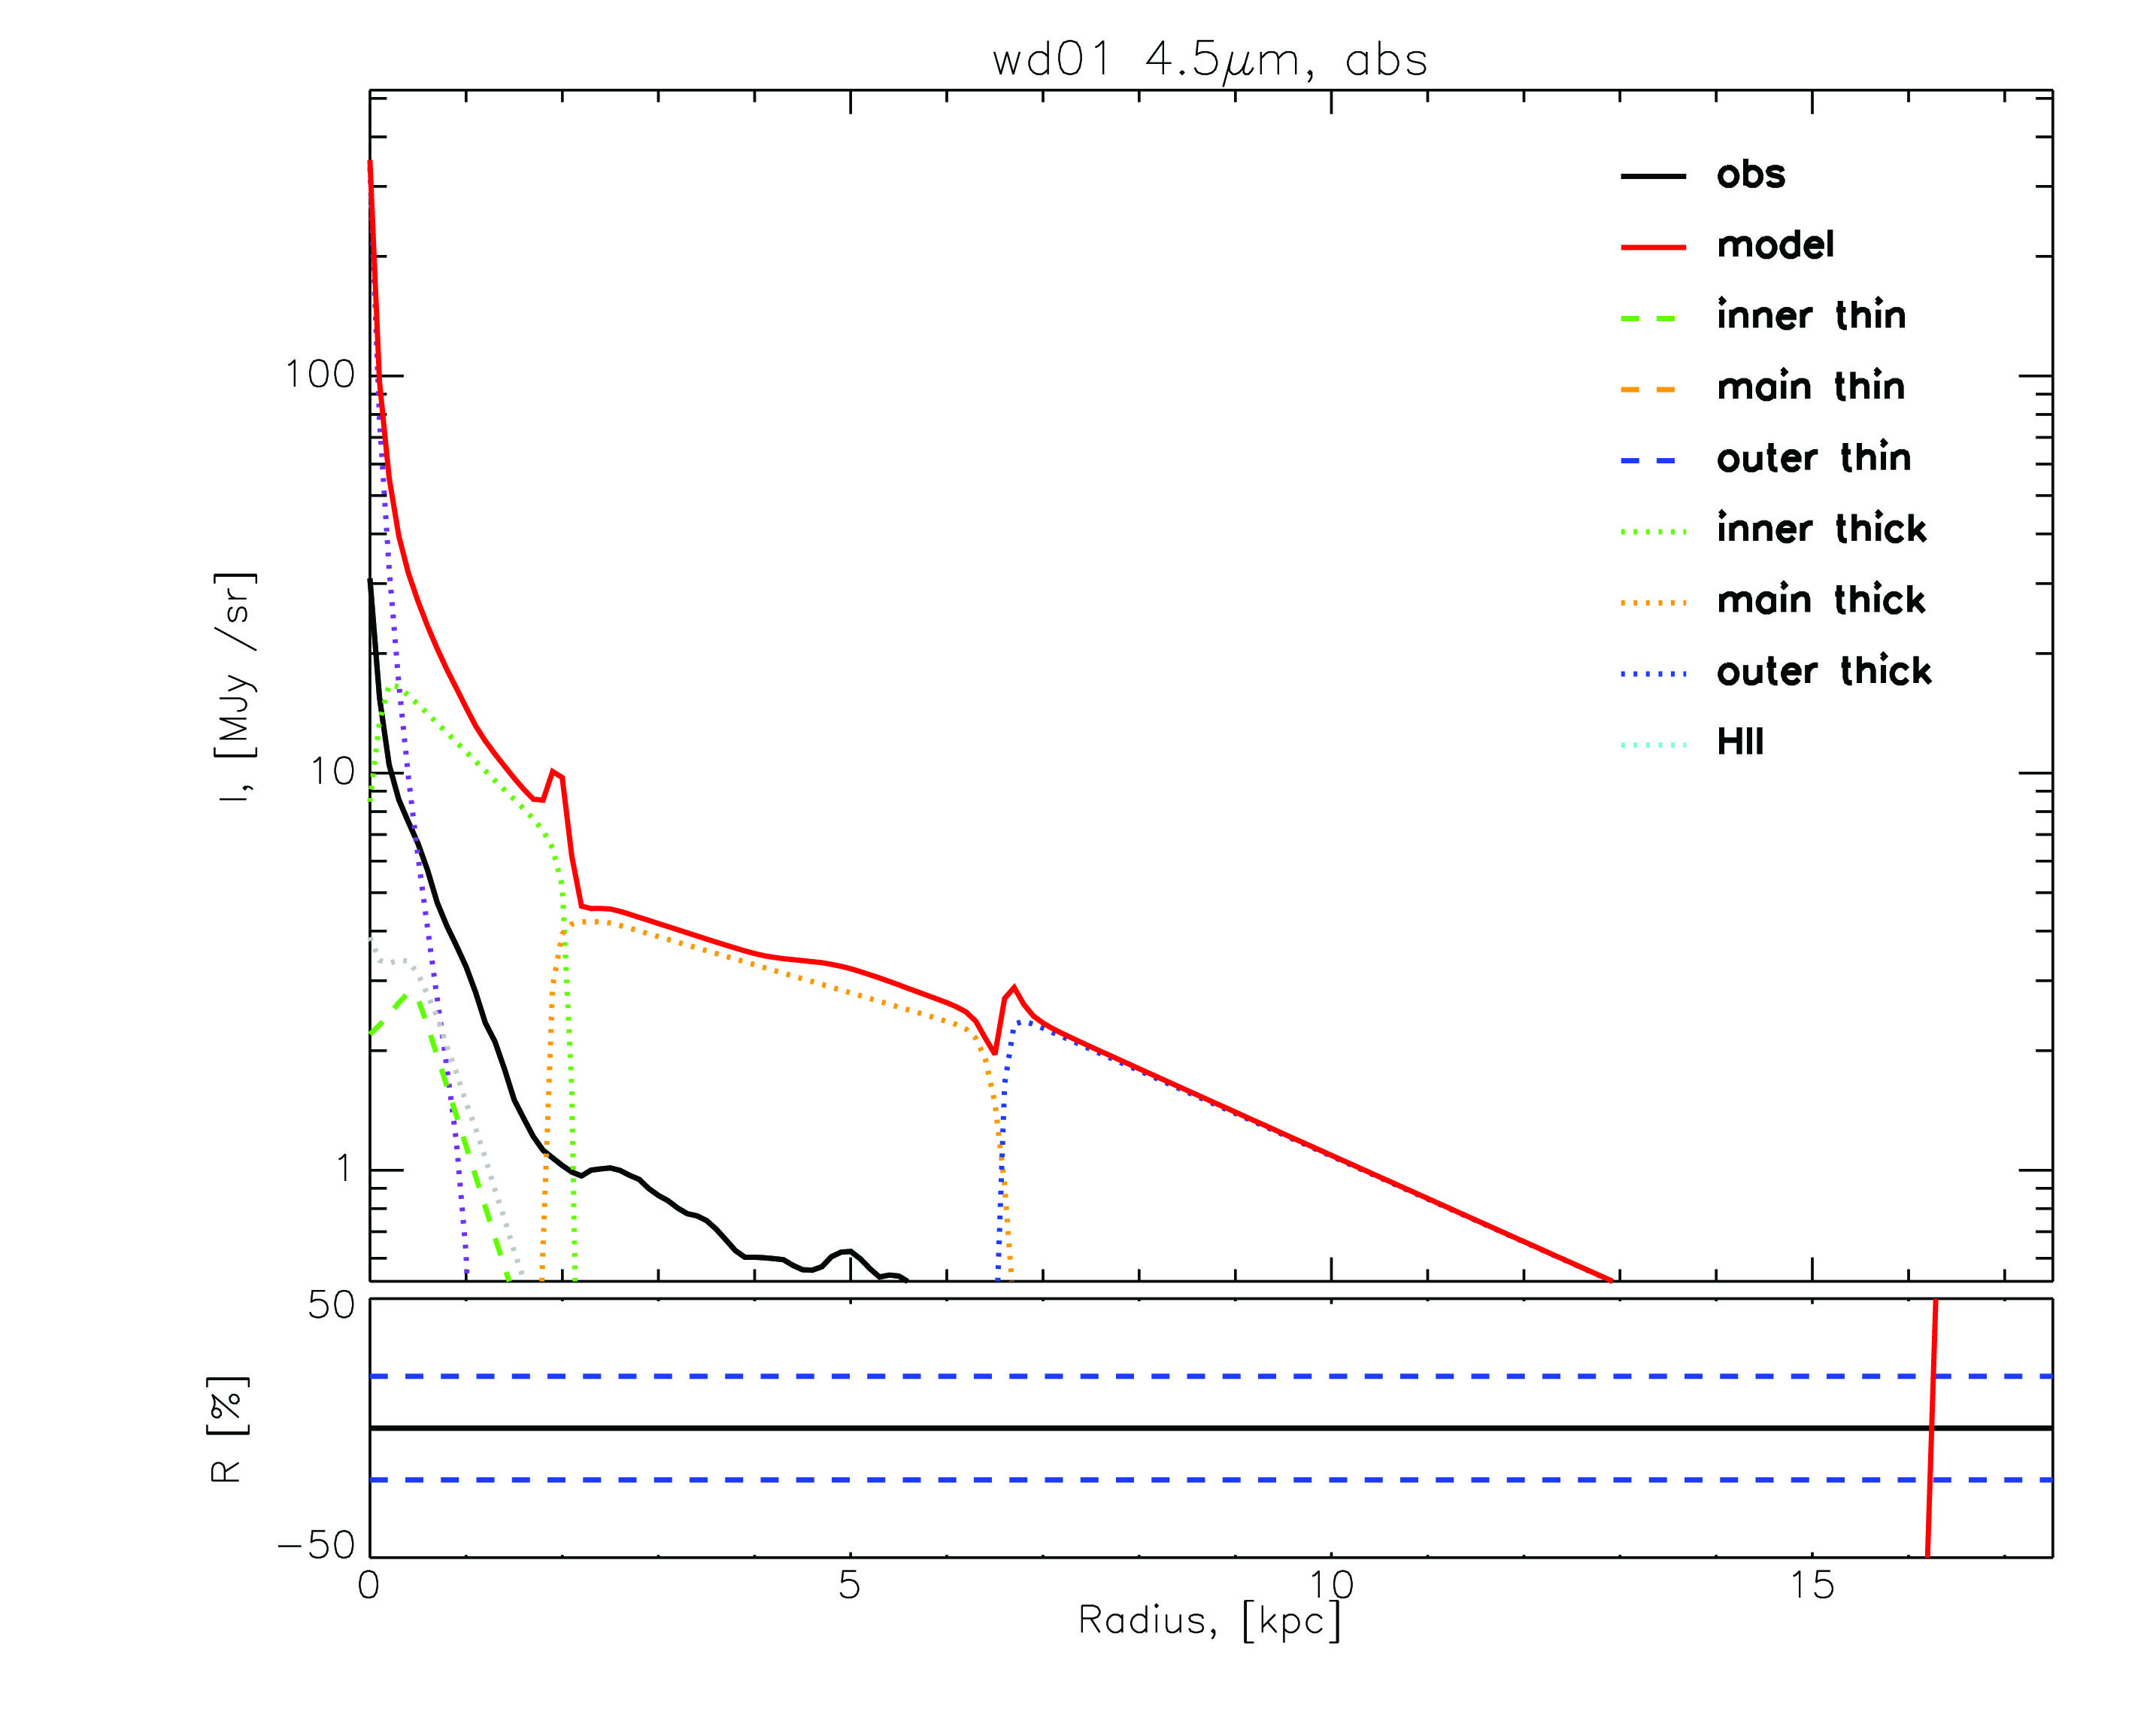 wd01 4.5μm, abs
I, [MJy /sr]
100
10
1
obs
model
inner thin
main thin
outer thin
inner thick
main thick
outer thick
HII
R [%]
50
-50
0 5 10 15
Radius, [kpc]